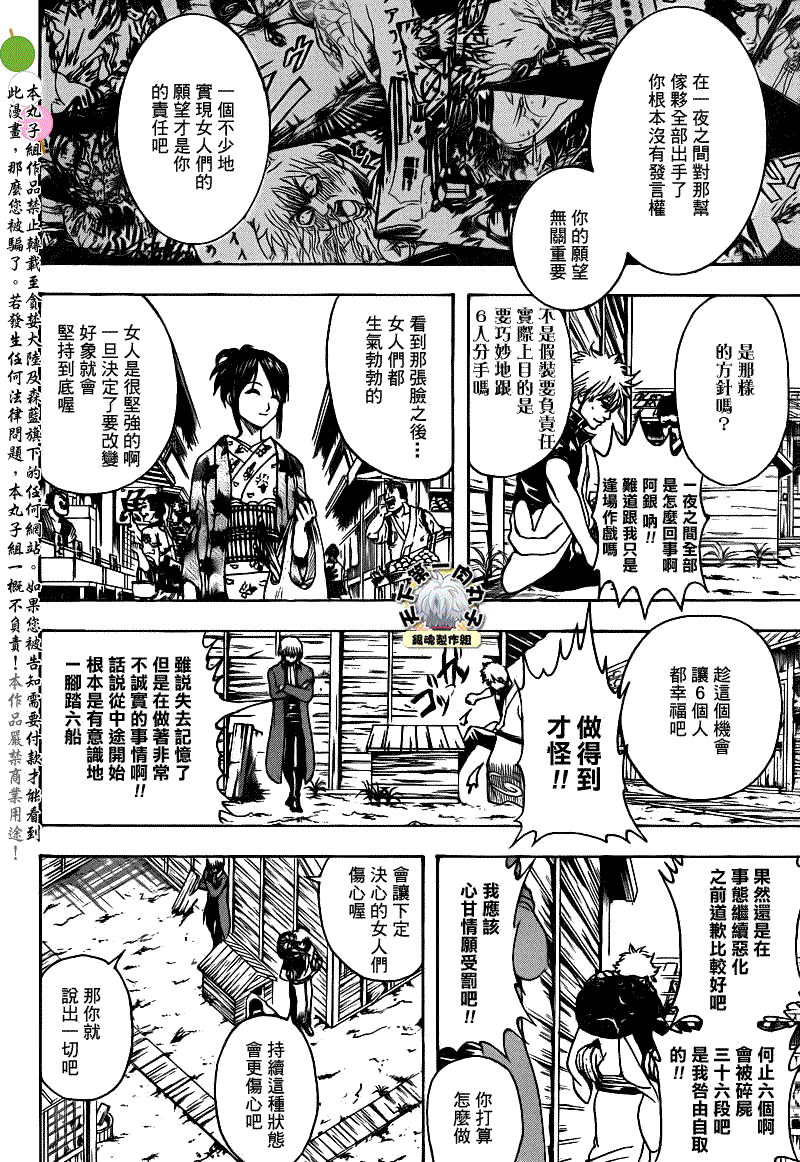 在一夜之間對那幫
傢夥全部出手了
你根本沒有發言權
你的願望
無關重要
一個不少地
實現女人們的
願望才是你
的責任吧
是那樣
的方針嗎？
不是假裝要負責任
實際上目的是
要巧妙地跟
6人分手嗎
一夜之間全部
是怎麼回事啊
阿銀吶!!
難道跟我只是
逢場作戲嗎
看到那張臉之後…
女人們都
生氣勃勃的
女人是很堅強的啊
一旦決定了要改變
好象就會
堅持到底喔
趁這個機會
讓6個人
都幸福吧
做得到
才怪!!
コソコソ
雖說失去記憶了
但是在做著非常
不誠實的事情啊!!
話說從中途開始
根本是有意識地
一腳踏六船
果然還是在
事態繼續惡化
之前道歉比較好吧
何止六個啊
會被碎屍
三十六段吧
是我咎由自取
的!!
我應該
心甘情願受罰吧!!
你打算
怎麼做
會讓下定
決心的女人們
傷心喔
持續這種狀態
會更傷心吧
那你就
說出一切吧
天下第一丸子
銀魂製作組
本丸子組作品禁止轉載至貪婪大陸及森藍旗下的任何網站。如果您被告知需要付款才能看到
此漫畫，那麼您被騙了。若發生任何法律問題，本丸子組一概不負責！本作品嚴禁商業用途！